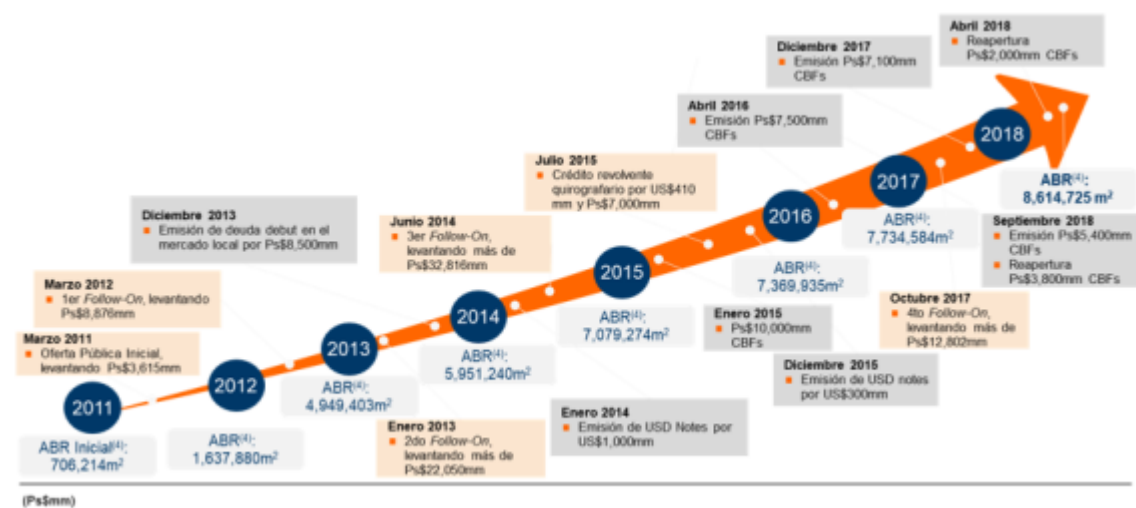 Abril 2018
Reapertura
Ps$2,000mm CBFs
Diciembre 2017
Emisión Ps$7,100mm
CBFs
Abril 2016
Emisión Ps$7,500mm
CBFs
Julio 2015
Crédito revolvente
quirografario por US$410
mm y Ps$7,000mm
Junio 2014
3er Follow-On,
levantando más de
Ps$32,816mm
Diciembre 2013
Emisión de deuda debut en el
mercado local por Ps$8,500mm
Marzo 2012
1er Follow-On, levantando
Ps$8,876mm
Marzo 2011
Oferta Pública Inicial,
levantando Ps$3,615mm
2011
2012
2013
2014
2015
2016
2017
2018
ABR Inicial(4):
706,214m²
ABR(4):
1,637,880m²
ABR(4):
4,949,403m²
ABR(4):
5,951,240m²
ABR(4):
7,079,274m²
ABR(4):
7,369,935m²
ABR(4):
7,734,584m²
ABR(4):
8,614,725 m²
Enero 2013
2do Follow-On,
levantando más de
Ps$22,050mm
Enero 2014
Emisión de USD Notes por
US$1,000mm
Enero 2015
Ps$10,000mm
CBFs
Diciembre 2015
Emisión de USD notes
por US$300mm
Octubre 2017
4to Follow-On,
levantando más de
Ps$12,802mm
Septiembre 2018
Emisión Ps$5,400mm
CBFs
Reapertura
Ps$3,800mm CBFs
(Ps$mm)